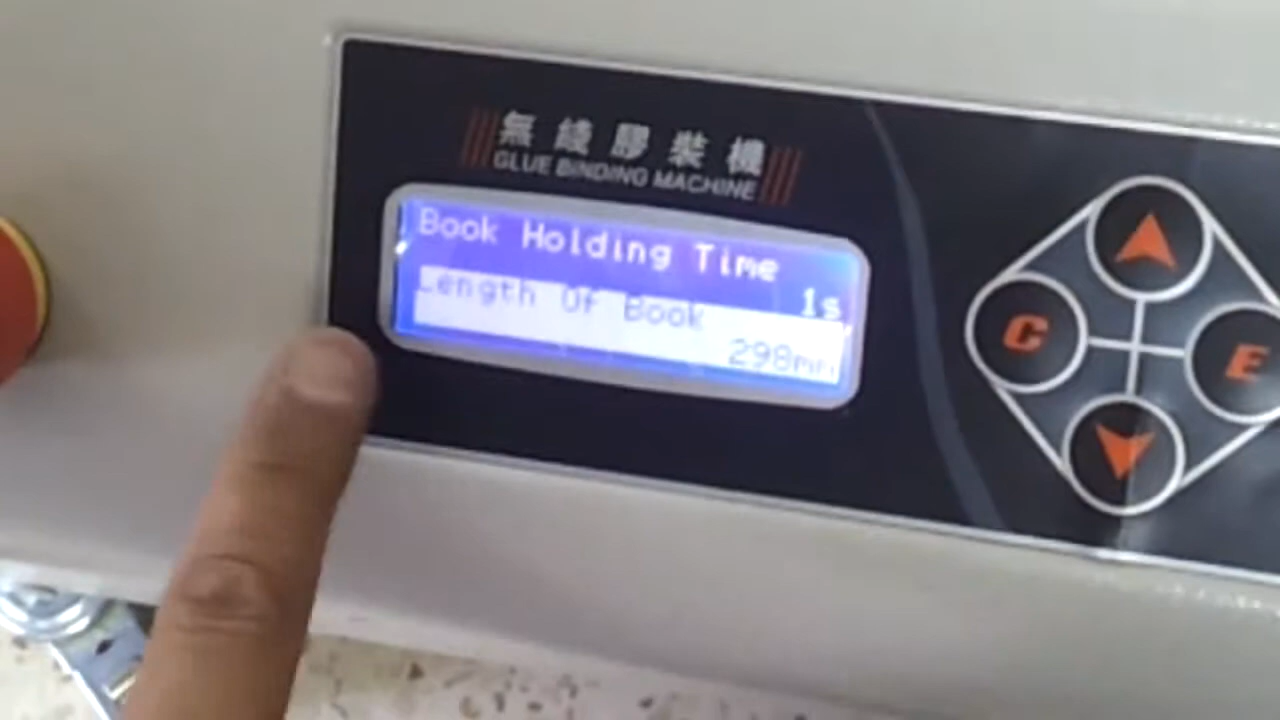 無綫膠裝機
GLUE BINDING MACHINE
Book Holding Time
1s
Length Of Book
298mm
C
E